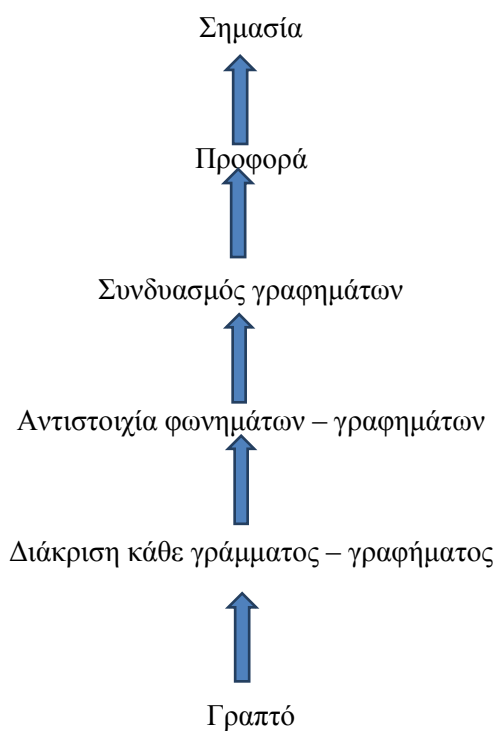 Σημασία
Προφορά
Συνδυασμός γραφημάτων
Αντιστοιχία φωνημάτων – γραφημάτων
Διάκριση κάθε γράμματος – γραφήματος
Γραπτό